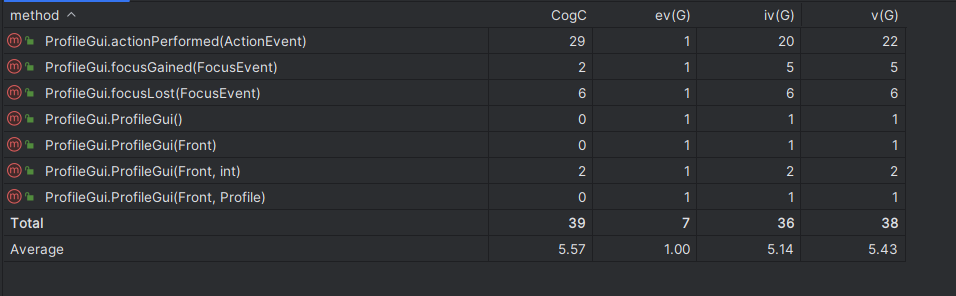 method CogC ev(G) iv(G) v(G)
ProfileGui.actionPerformed(ActionEvent) 29 1 20 22
ProfileGui.focusGained(FocusEvent) 2 1 5 5
ProfileGui.focusLost(FocusEvent) 6 1 6 6
ProfileGui.ProfileGui() 0 1 1 1
ProfileGui.ProfileGui(Front) 0 1 1 1
ProfileGui.ProfileGui(Front, int) 2 1 2 2
ProfileGui.ProfileGui(Front, Profile) 0 1 1 1
Total 39 7 36 38
Average 5.57 1.00 5.14 5.43